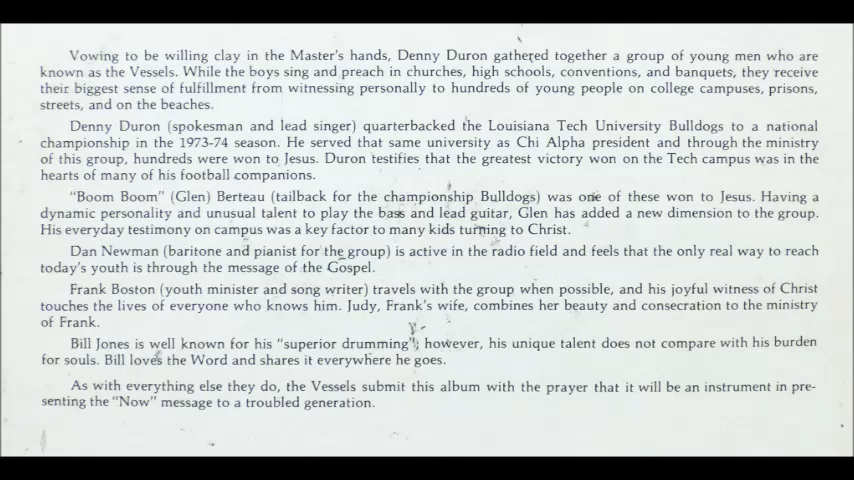 Vowing to be willing clay in the Master's hands, Denny Duron gathered together a group of young men who are
known as the Vessels. While the boys sing and preach in churches, high schools, conventions, and banquets, they receive
their biggest sense of fulfillment from witnessing personally to hundreds of young people on college campuses, prisons,
streets, and on the beaches.
Denny Duron (spokesman and lead singer) quarterbacked the Louisiana Tech University Bulldogs to a national
championship in the 1973-74 season. He served that same university as Chi Alpha president and through the ministry
of this group, hundreds were won to Jesus. Duron testifies that the greatest victory won on the Tech campus was in the
hearts of many of his football companions.
"Boom Boom" (Glen) Berteau (tailback for the championship Bulldogs) was one of these won to Jesus. Having a
dynamic personality and unusual talent to play the bass and lead guitar, Glen has added a new dimension to the group.
His everyday testimony on campus was a key factor to many kids turning to Christ.
Dan Newman (baritone and pianist for the group) is active in the radio field and feels that the only real way to reach
today's youth is through the message of the Gospel.
Frank Boston (youth minister and song writer) travels with the group when possible, and his joyful witness of Christ
touches the lives of everyone who knows him. Judy, Frank's wife, combines her beauty and consecration to the ministry
of Frank.
Bill Jones is well known for his "superior drumming"; however, his unique talent does not compare with his burden
for souls. Bill loves the Word and shares it everywhere he goes.
As with everything else they do, the Vessels submit this album with the prayer that it will be an instrument in pre-
senting the "Now" message to a troubled generation.